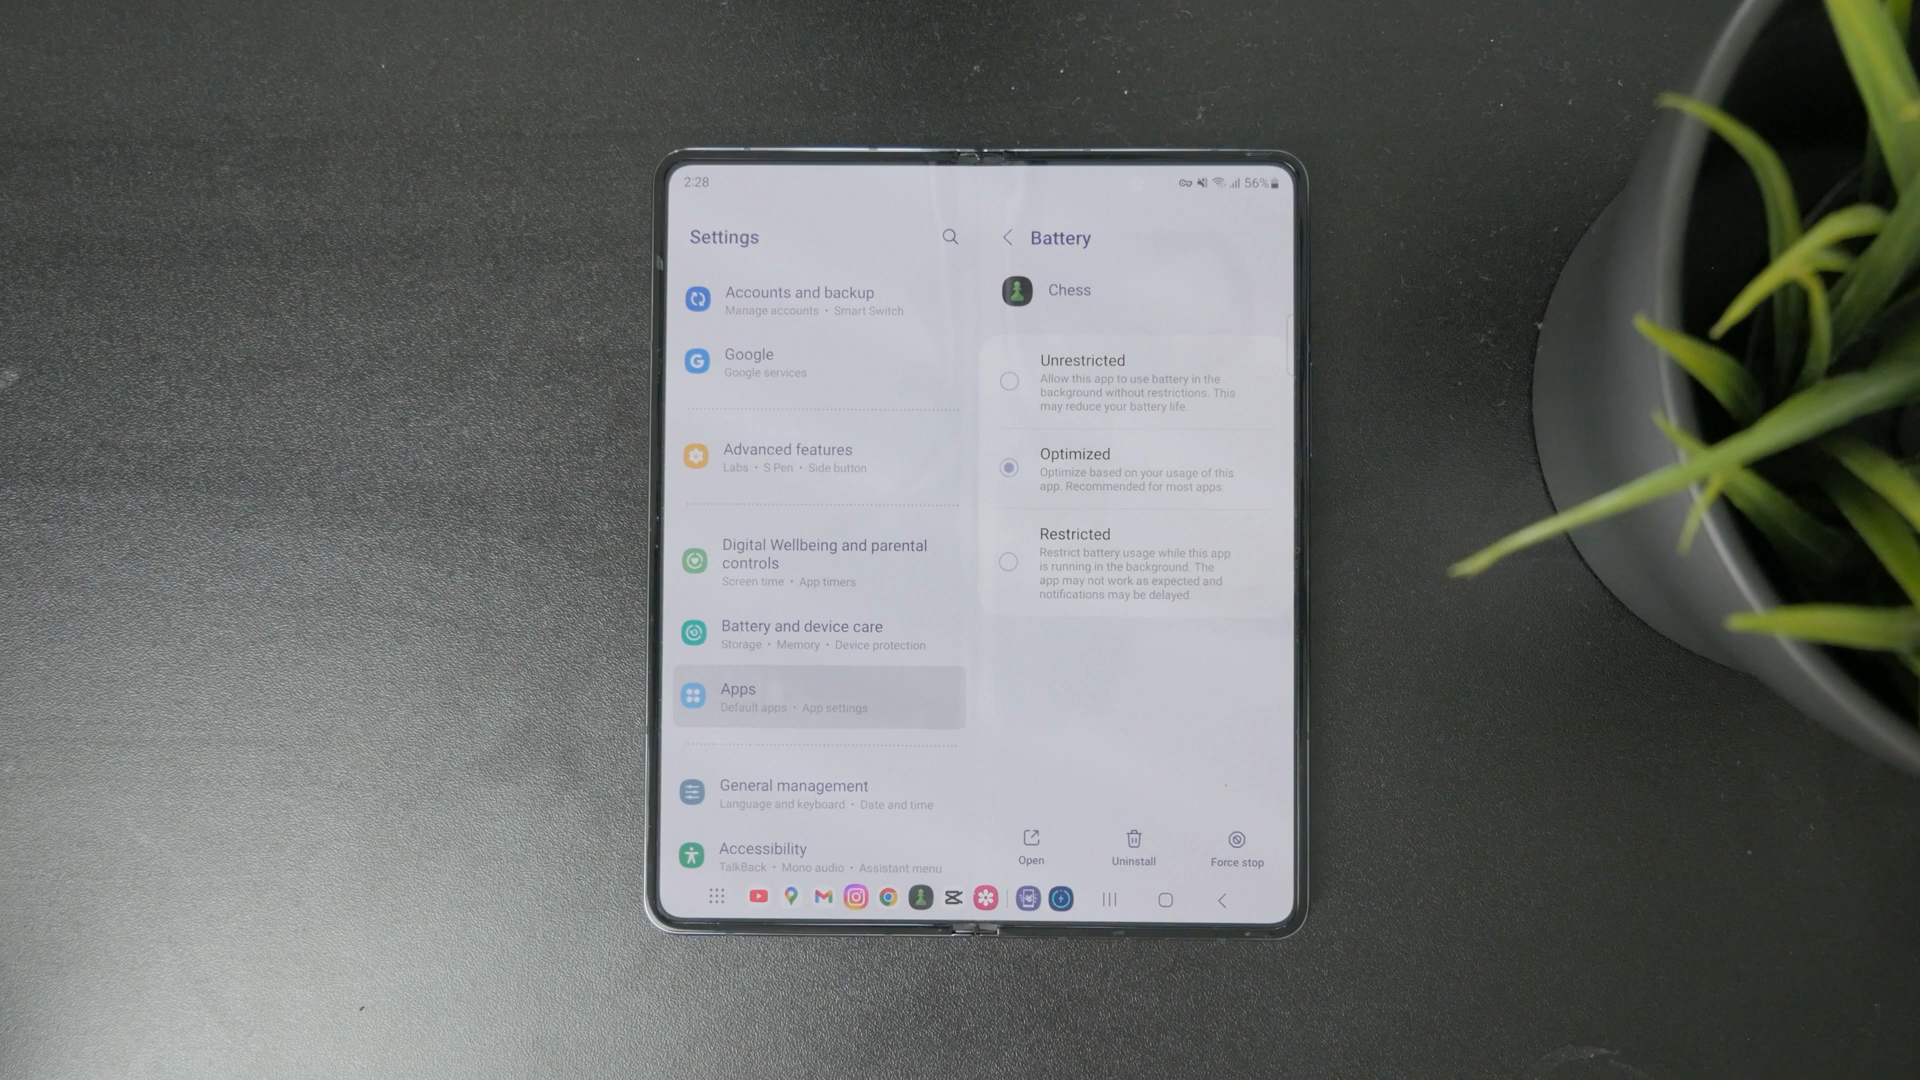 2:28
56%
Settings
Accounts and backup
Manage accounts • Smart Switch
Google
Google services
Advanced features
Labs • S Pen • Side button
Digital Wellbeing and parental
controls
Screen time • App timers
Battery and device care
Storage • Memory • Device protection
Apps
Default apps • App settings
General management
Language and keyboard • Date and time
Accessibility
TalkBack • Mono audio • Assistant menu
Battery
Chess
Unrestricted
Allow this app to use battery in the
background without restrictions. This
may reduce your battery life.
Optimized
Optimize based on your usage of this
app. Recommended for most apps.
Restricted
Restrict battery usage while this app
is running in the background. The
app may not work as expected and
notifications may be delayed.
Open
Uninstall
Force stop